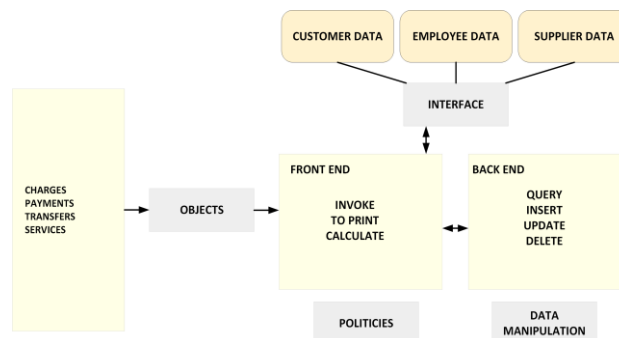 CUSTOMER DATA
EMPLOYEE DATA
SUPPLIER DATA
INTERFACE
CHARGES
PAYMENTS
TRANSFERS
SERVICES
OBJECTS
FRONT END
INVOKE
TO PRINT
CALCULATE
BACK END
QUERY
INSERT
UPDATE
DELETE
POLITICIES
DATA
MANIPULATION